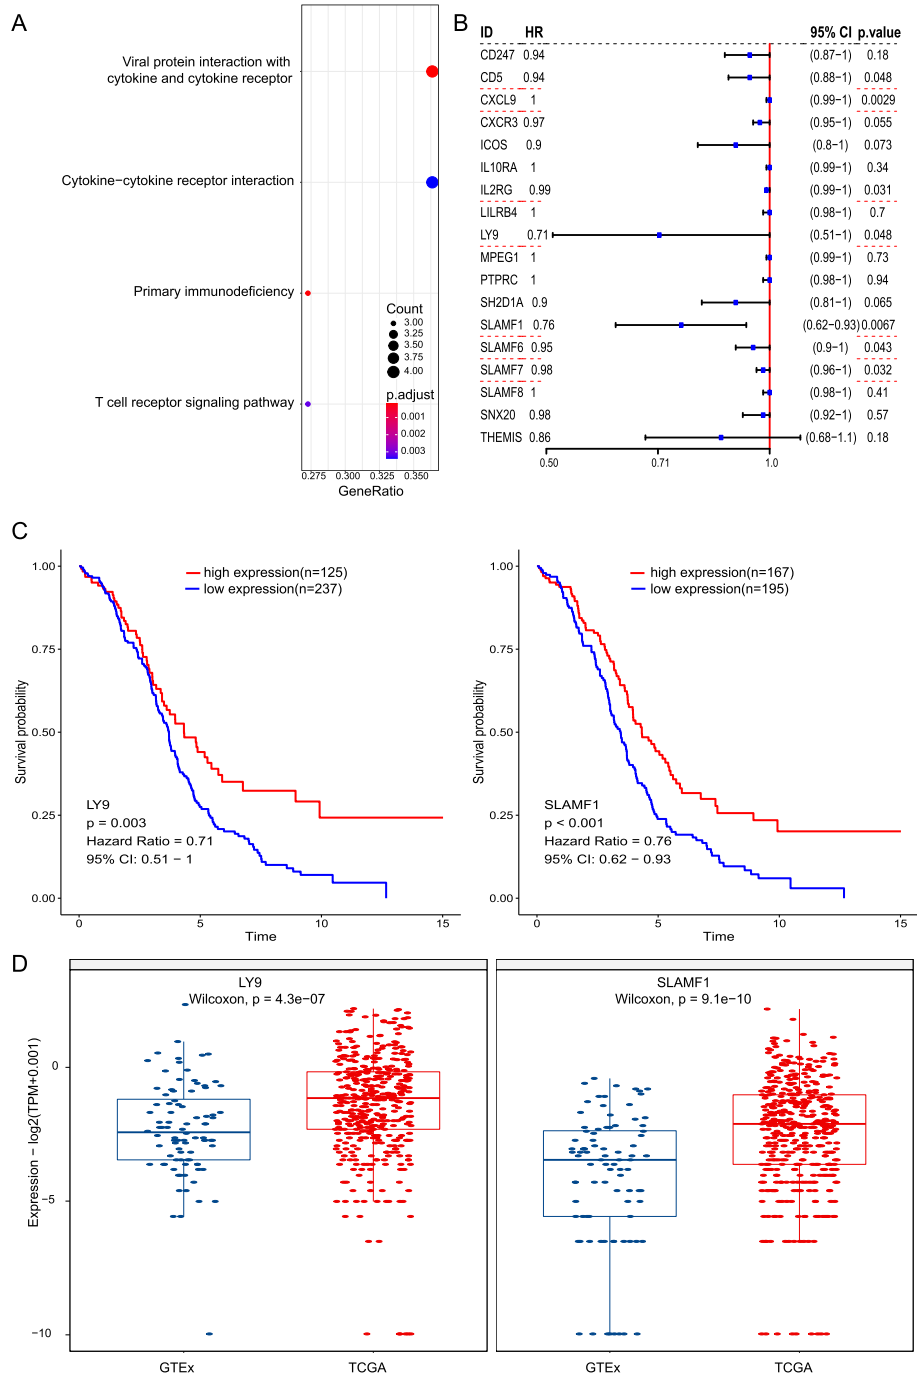 A
Viral protein interaction with
cytokine and cytokine receptor
Cytokine−cytokine receptor interaction
Primary immunodeficiency
T cell receptor signaling pathway
Count
3.00
3.25
3.50
3.75
4.00
p.adjust
0.001
0.002
0.003
0.275 0.300 0.325 0.350
GeneRatio
B
ID HR 95% CI p.value
CD247 0.94 (0.87−1) 0.18
CD5 0.94 (0.88−1) 0.048
CXCL9 1 (0.99−1) 0.0029
CXCR3 0.97 (0.95−1) 0.055
ICOS 0.9 (0.8−1) 0.073
IL10RA 1 (0.99−1) 0.34
IL2RG 0.99 (0.99−1) 0.031
LILRB4 1 (0.98−1) 0.7
LY9 0.71 (0.51−1) 0.048
MPEG1 1 (0.99−1) 0.73
PTPRC 1 (0.98−1) 0.94
SH2D1A 0.9 (0.81−1) 0.065
SLAMF1 0.76 (0.62−0.93) 0.0067
SLAMF6 0.95 (0.9−1) 0.043
SLAMF7 0.98 (0.96−1) 0.032
SLAMF8 1 (0.98−1) 0.41
SNX20 0.98 (0.92−1) 0.57
THEMIS 0.86 (0.68−1.1) 0.18
0.50 0.71 1.0
C
Survival probability
1.00
0.75
0.50
0.25
0.00
high expression(n=125)
low expression(n=237)
LY9
p = 0.003
Hazard Ratio = 0.71
95% CI: 0.51 − 1
0 5 10 15
Time
Survival probability
1.00
0.75
0.50
0.25
0.00
high expression(n=167)
low expression(n=195)
SLAMF1
p < 0.001
Hazard Ratio = 0.76
95% CI: 0.62 − 0.93
0 5 10 15
Time
D
Expression − log2(TPM+0.001)
0
−5
−10
LY9
Wilcoxon, p = 4.3e−07
GTEx TCGA
SLAMF1
Wilcoxon, p = 9.1e−10
GTEx TCGA